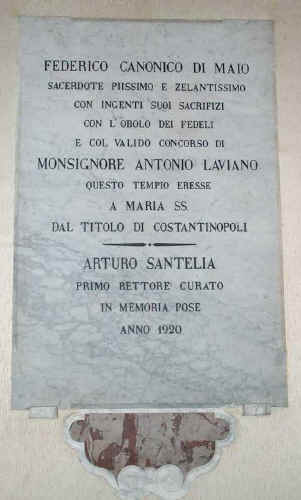 FEDERICO CANONICO DI MAIO
SACERDOTE PIISSIMO E ZELANTISSIMO
CON INGENTI SUOI SACRIFIZI
CON L'OBOLO DEI FEDELI
E COL VALIDO CONCORSO DI
MONSIGNORE ANTONIO LAVIANO
QUESTO TEMPIO ERESSE
A MARIA SS.
DAL TITOLO DI COSTANTINOPOLI
ARTURO SANTELIA
PRIMO RETTORE CURATO
IN MEMORIA POSE
ANNO 1920